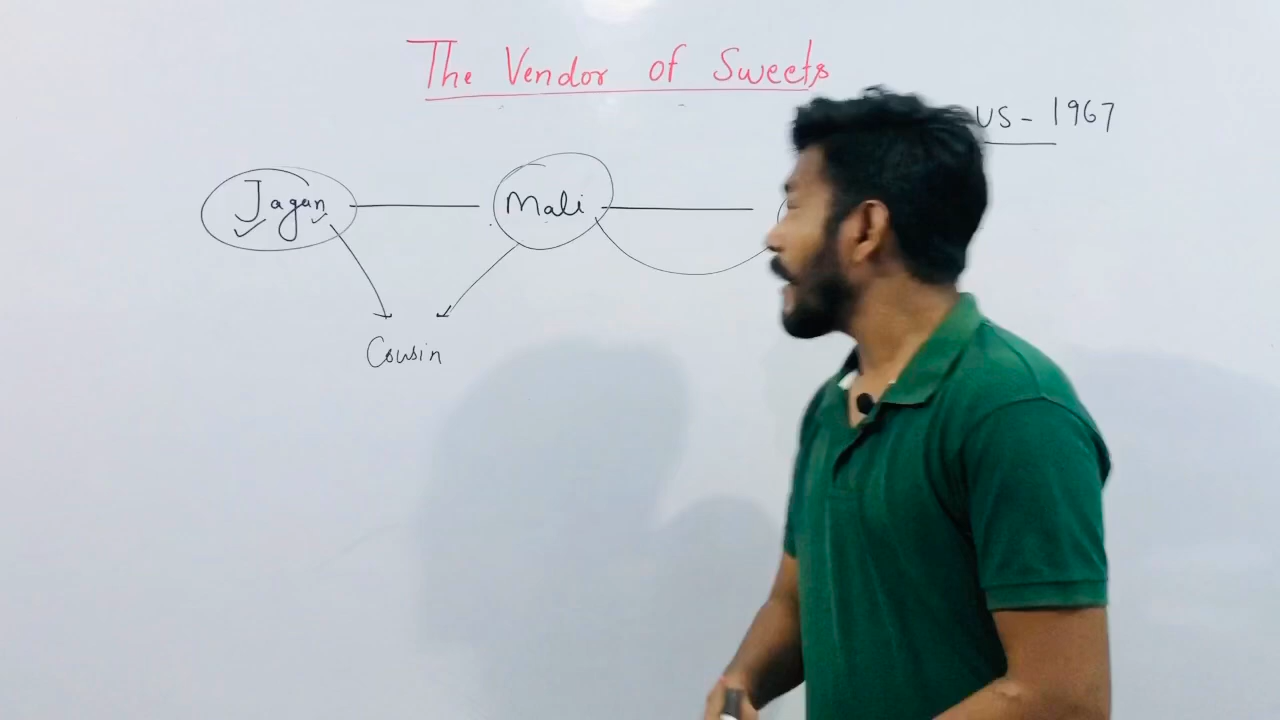 The Vendor of Sweets
US - 1967
Jagan
Mali
Cousin